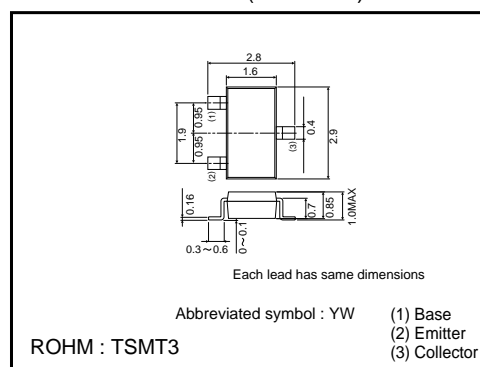 2.8
1.6
(1)
0.95
1.9
0.95
(2)
(3)
0.4
2.9
0.16
0.3～0.6
0～0.1
0.7
0.85
1.0MAX
Each lead has same dimensions
Abbreviated symbol : YW
(1) Base
(2) Emitter
(3) Collector
ROHM : TSMT3